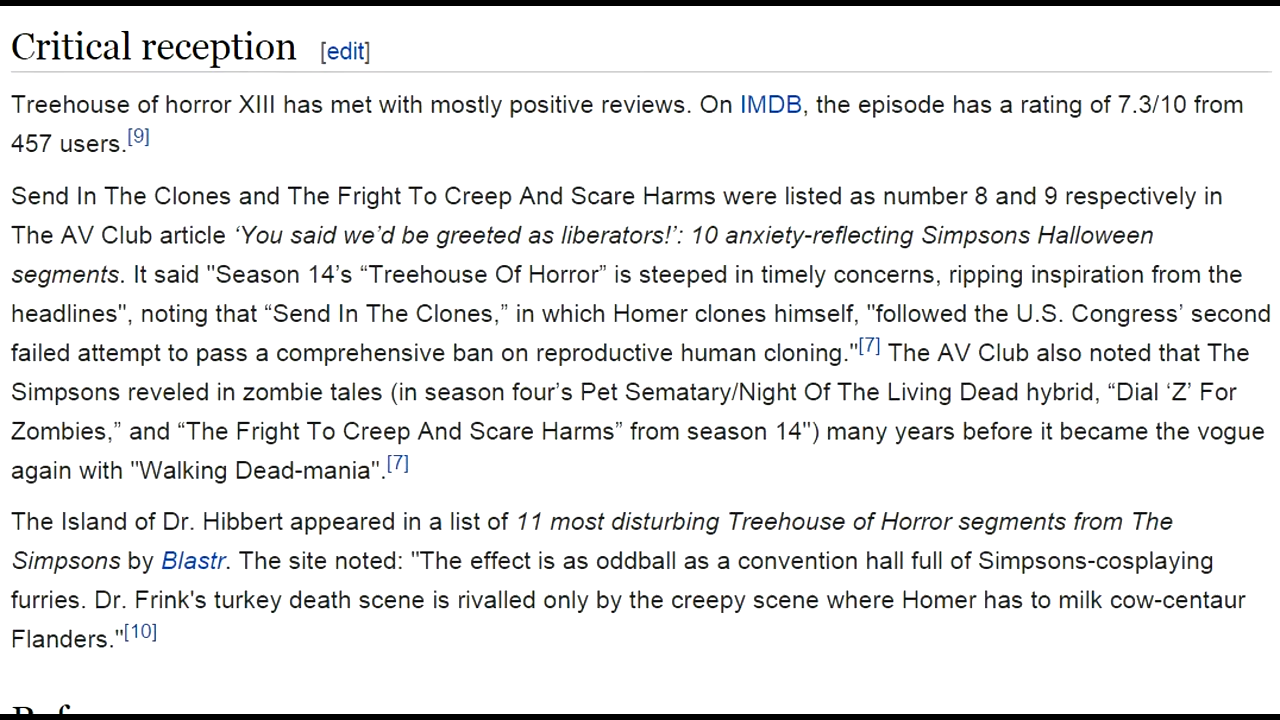 Critical reception [edit]
Treehouse of horror XIII has met with mostly positive reviews. On IMDB, the episode has a rating of 7.3/10 from
457 users.[9]
Send In The Clones and The Fright To Creep And Scare Harms were listed as number 8 and 9 respectively in
The AV Club article ‘You said we’d be greeted as liberators!’: 10 anxiety-reflecting Simpsons Halloween
segments. It said "Season 14’s “Treehouse Of Horror” is steeped in timely concerns, ripping inspiration from the
headlines", noting that “Send In The Clones,” in which Homer clones himself, "followed the U.S. Congress’ second
failed attempt to pass a comprehensive ban on reproductive human cloning."[7] The AV Club also noted that The
Simpsons reveled in zombie tales (in season four’s Pet Sematary/Night Of The Living Dead hybrid, “Dial ‘Z’ For
Zombies,” and “The Fright To Creep And Scare Harms” from season 14") many years before it became the vogue
again with "Walking Dead-mania".[7]
The Island of Dr. Hibbert appeared in a list of 11 most disturbing Treehouse of Horror segments from The
Simpsons by Blastr. The site noted: "The effect is as oddball as a convention hall full of Simpsons-cosplaying
furries. Dr. Frink's turkey death scene is rivalled only by the creepy scene where Homer has to milk cow-centaur
Flanders."[10]